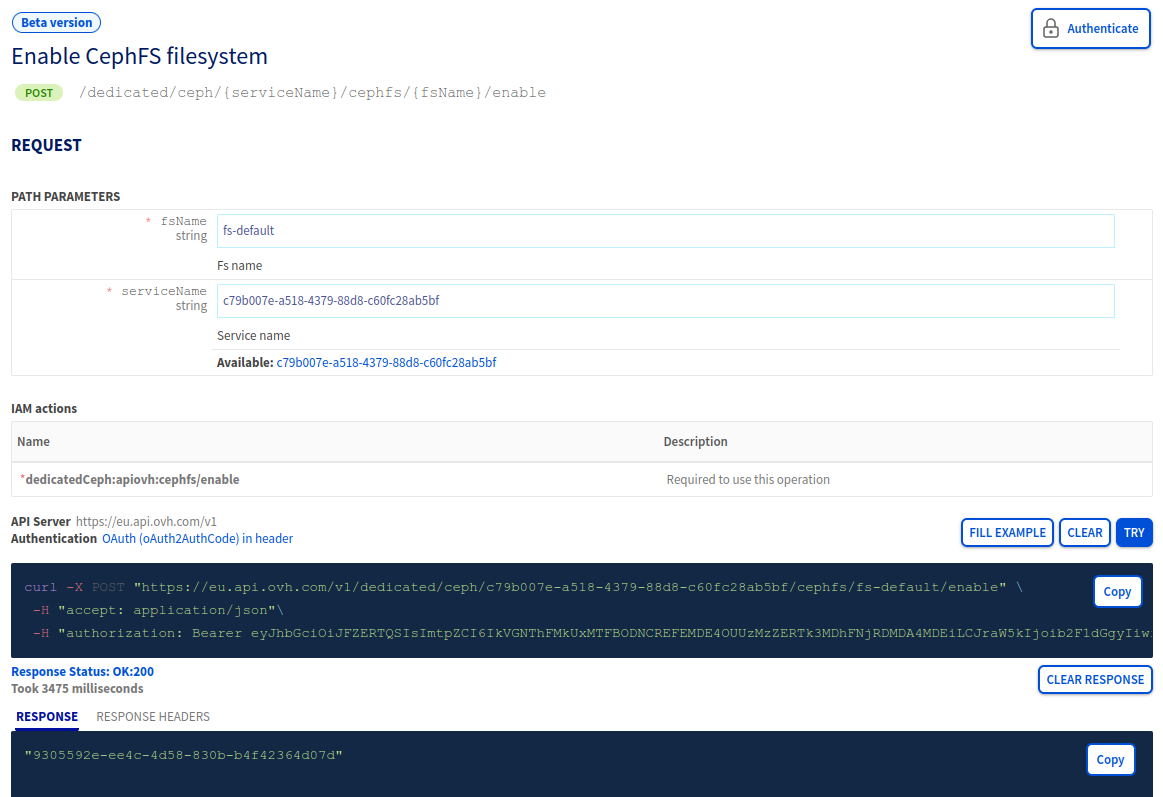 Beta version
Authenticate
Enable CephFS filesystem
POST /dedicated/ceph/{serviceName}/cephfs/{fsName}/enable
REQUEST
PATH PARAMETERS
* fsName
string
fs-default
Fs name
* serviceName
string
c79b007e-a518-4379-88d8-c60fc28ab5bf
Service name
Available: c79b007e-a518-4379-88d8-c60fc28ab5bf
IAM actions
Name Description
*dedicatedCeph:apiovh:cephfs/enable Required to use this operation
API Server https://eu.api.ovh.com/v1
Authentication OAuth (oAuth2AuthCode) in header
FILL EXAMPLE CLEAR TRY
curl -X POST "https://eu.api.ovh.com/v1/dedicated/ceph/c79b007e-a518-4379-88d8-c60fc28ab5bf/cephfs/fs-default/enable" \
-H "accept: application/json"\
-H "authorization: Bearer
Copy
Response Status: OK:200
Took 3475 milliseconds
CLEAR RESPONSE
RESPONSE RESPONSE HEADERS
"9305592e-ee4c-4d58-830b-b4f42364d07d"
Copy